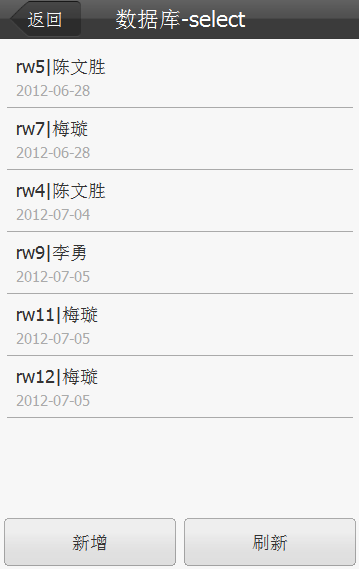 返回
数据库-select
rw5|陈文胜
2012-06-28
rw7|梅璇
2012-06-28
rw4|陈文胜
2012-07-04
rw9|李勇
2012-07-05
rw11|梅璇
2012-07-05
rw12|梅璇
2012-07-05
新增
刷新